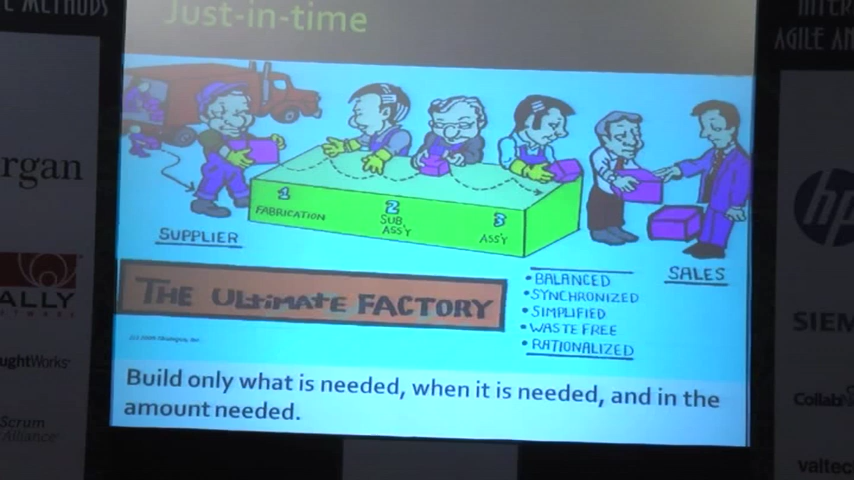 Just-in-time
1
FABRICATION
2
SUB
ASS'Y
3
ASS'Y
SUPPLIER
SALES
THE ULTIMATE FACTORY
• BALANCED
• SYNCHRONIZED
• SIMPLIFIED
• WASTE FREE
• RATIONALIZED
Build only what is needed, when it is needed, and in the
amount needed.
E METHODS
rgan
ALLY
ughtWorks
Scrum
Alliance
INTER
AGILE AN
hp
SIEM
Collab
valtec